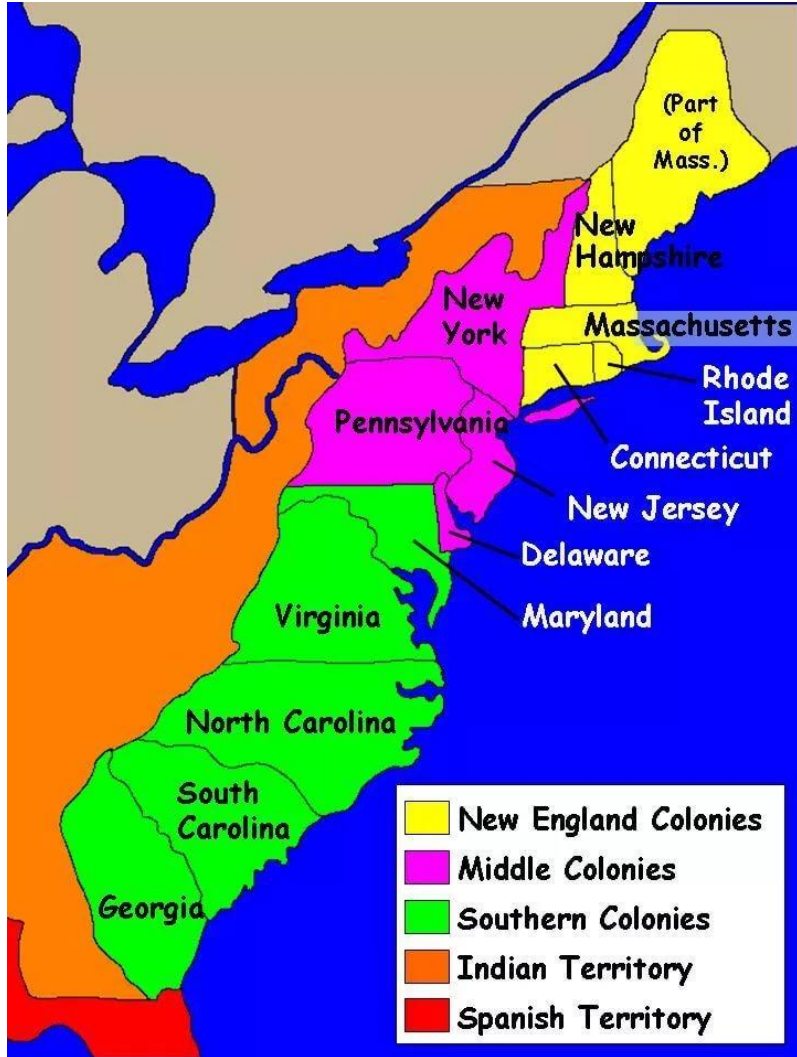 (Part
of
Mass.)
New
Hampshire
New
York
Massachusetts
Rhode
Island
Pennsylvania
Connecticut
New Jersey
Delaware
Virginia
Maryland
North Carolina
South
Carolina
Georgia
New England Colonies
Middle Colonies
Southern Colonies
Indian Territory
Spanish Territory